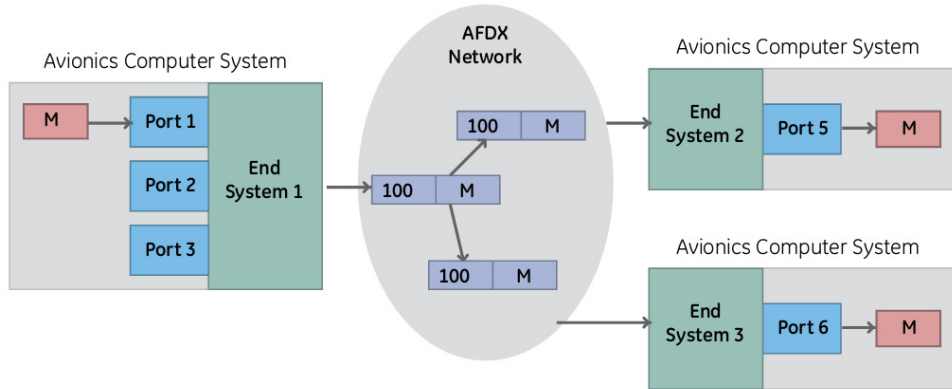 Avionics Computer System
M
Port 1
Port 2
Port 3
End
System 1
AFDX
Network
100 M
100 M
100 M
Avionics Computer System
End
System 2
Port 5
M
Avionics Computer System
End
System 3
Port 6
M